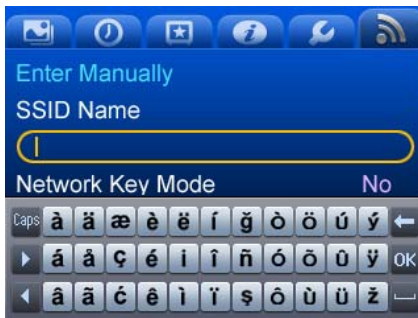 Enter Manually
SSID Name
Network Key Mode No
Caps à ä æ è ë í ğ ò ö ú ý
á å ç é i î ñ ó õ û ÿ OK
â ã ć ê ì ï ş ô ù ü ž